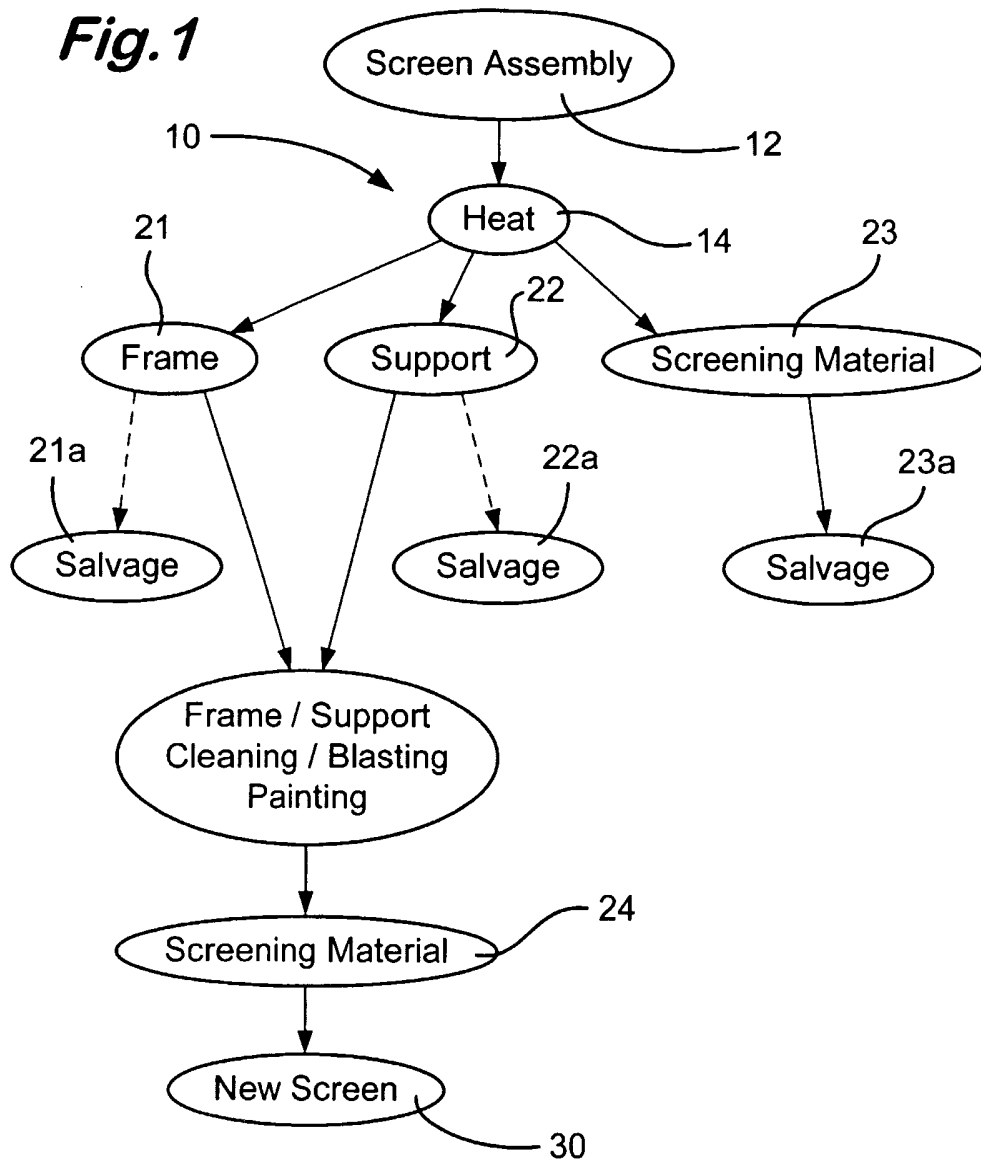 Fig.1
Screen Assembly
10
12
Heat
14
21
22
23
Frame
Support
Screening Material
21a
22a
23a
Salvage
Salvage
Salvage
Frame / Support
Cleaning / Blasting
Painting
24
Screening Material
New Screen
30